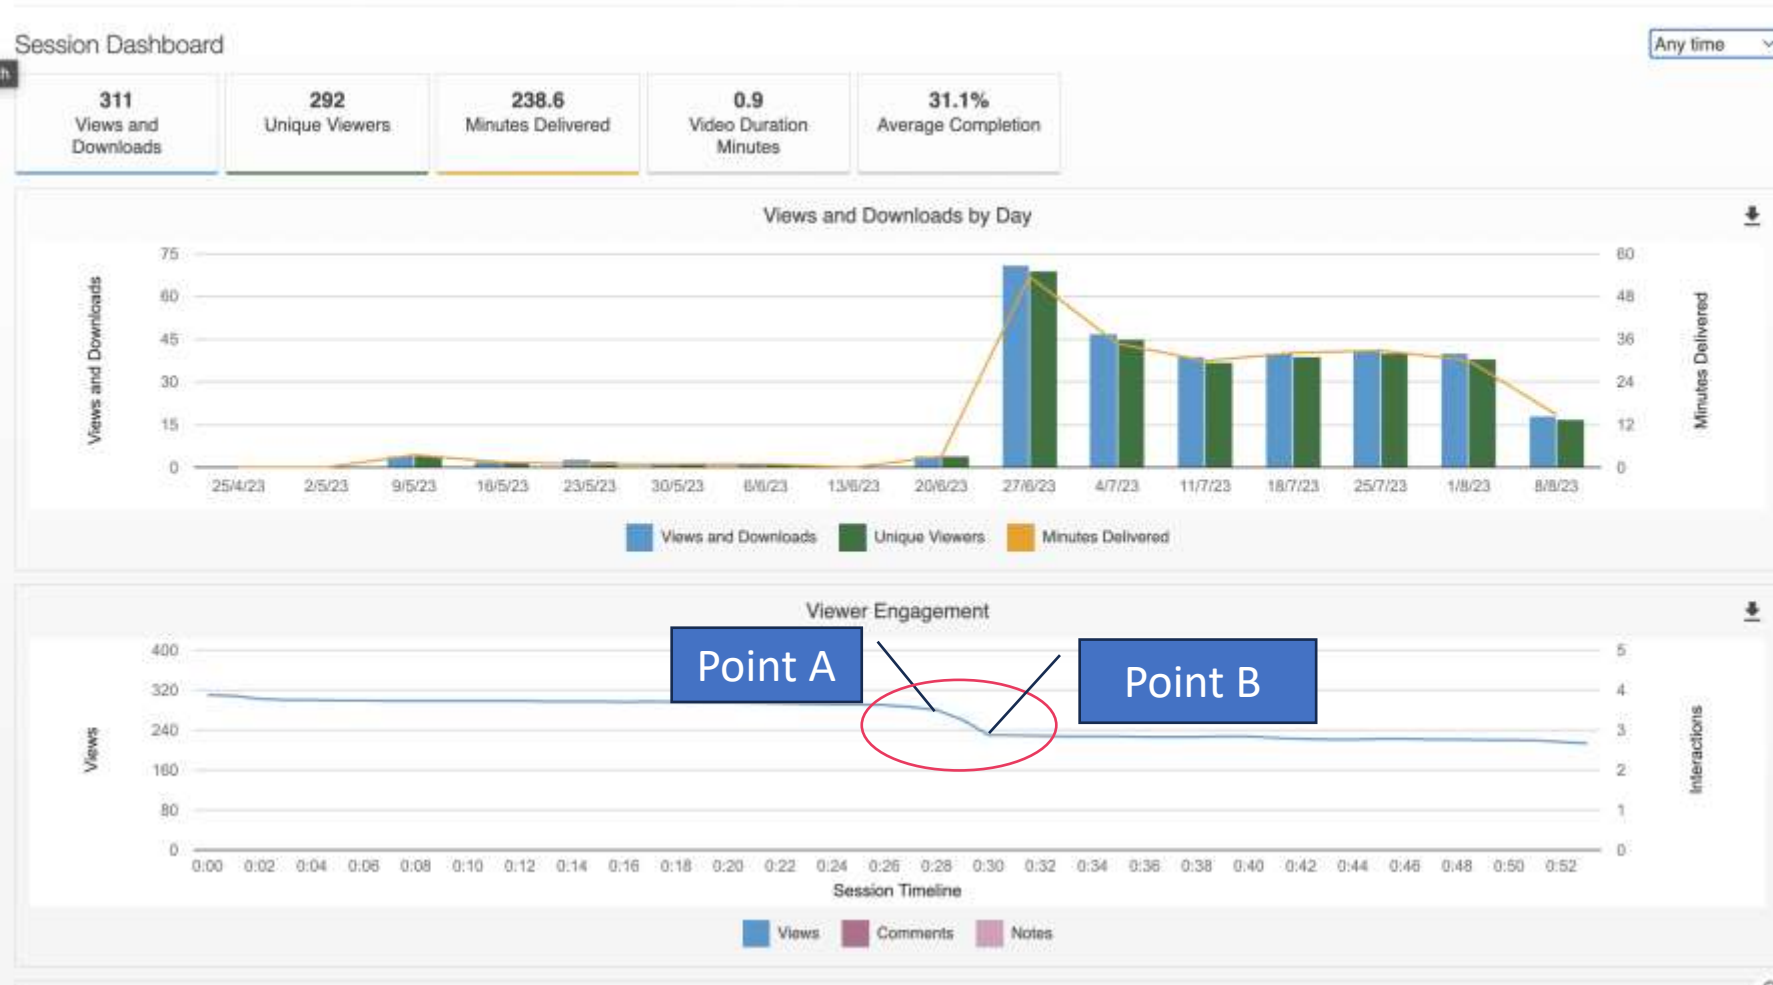 Session Dashboard
Any time
h
311
Views and
Downloads
292
Unique Viewers
238.6
Minutes Delivered
0.9
Video Duration
Minutes
31.1%
Average Completion
Views and Downloads by Day
Views and Downloads
75
60
45
30
15
0
60
48
36
24
12
0
Minutes Delivered
25/4/23 2/5/23 9/5/23 16/5/23 23/5/23 30/5/23 6/6/23 13/6/23 20/6/23 27/6/23 4/7/23 11/7/23 18/7/23 25/7/23 1/8/23 8/8/23
Views and Downloads Unique Viewers Minutes Delivered
Viewer Engagement
Point A
Point B
Views
400
320
240
160
80
0
5
4
3
2
1
0
Interactions
0:00 0:02 0:04 0:06 0:08 0:10 0:12 0:14 0:16 0:18 0:20 0:22 0:24 0:26 0:28 0:30 0:32 0:34 0:36 0:38 0:40 0:42 0:44 0:46 0:48 0:50 0:52
Session Timeline
Views Comments Notes